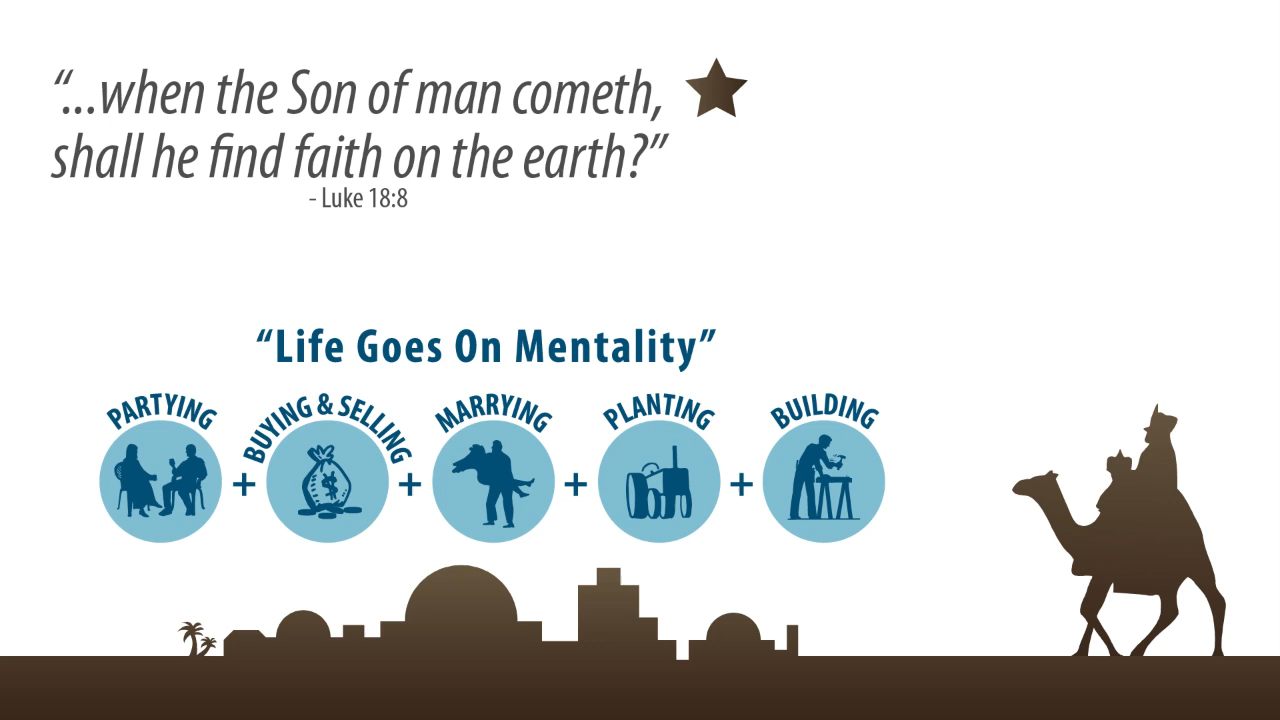 “...when the Son of man cometh,
shall he find faith on the earth?”
- Luke 18:8
“Life Goes On Mentality”
PARTYING
+
BUYING & SELLING
+
MARRYING
+
PLANTING
+
BUILDING
$